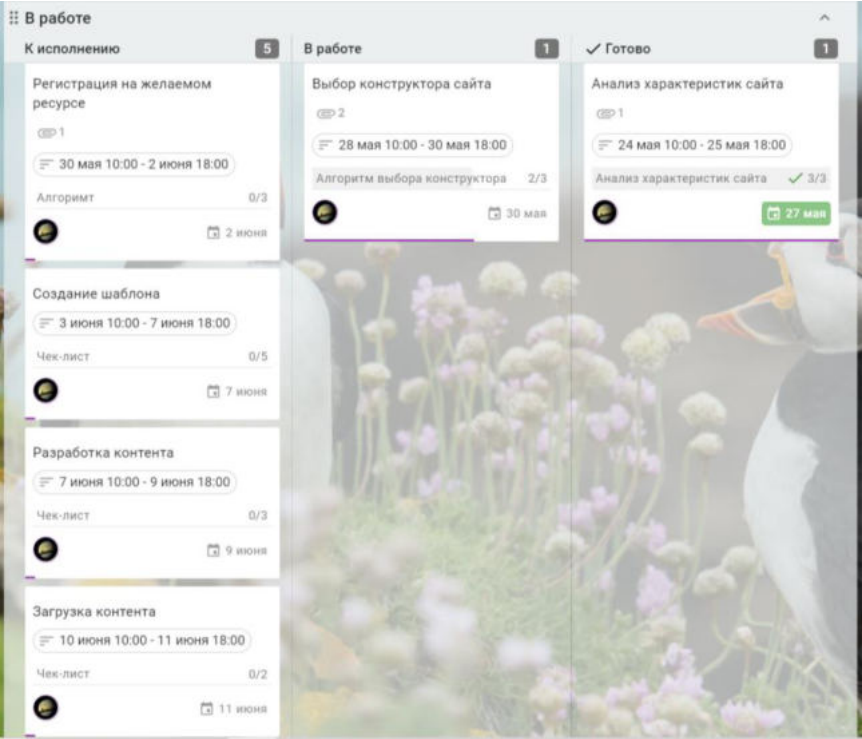 В работе
К исполнению 5
Регистрация на желаемом
ресурсе
1
30 мая 10:00 - 2 июня 18:00
Алгоримт 0/3
2 июня
Создание шаблона
3 июня 10:00 - 7 июня 18:00
Чек-лист 0/5
7 июня
Разработка контента
7 июня 10:00 - 9 июня 18:00
Чек-лист 0/3
9 июня
Загрузка контента
10 июня 10:00 - 11 июня 18:00
Чек-лист 0/2
11 июня
В работе 1
Выбор конструктора сайта
2
28 мая 10:00 - 30 мая 18:00
Алгоритм выбора конструктора 2/3
30 мая
Готово 1
Анализ характеристик сайта
1
24 мая 10:00 - 25 мая 18:00
Анализ характеристик сайта 3/3
27 мая